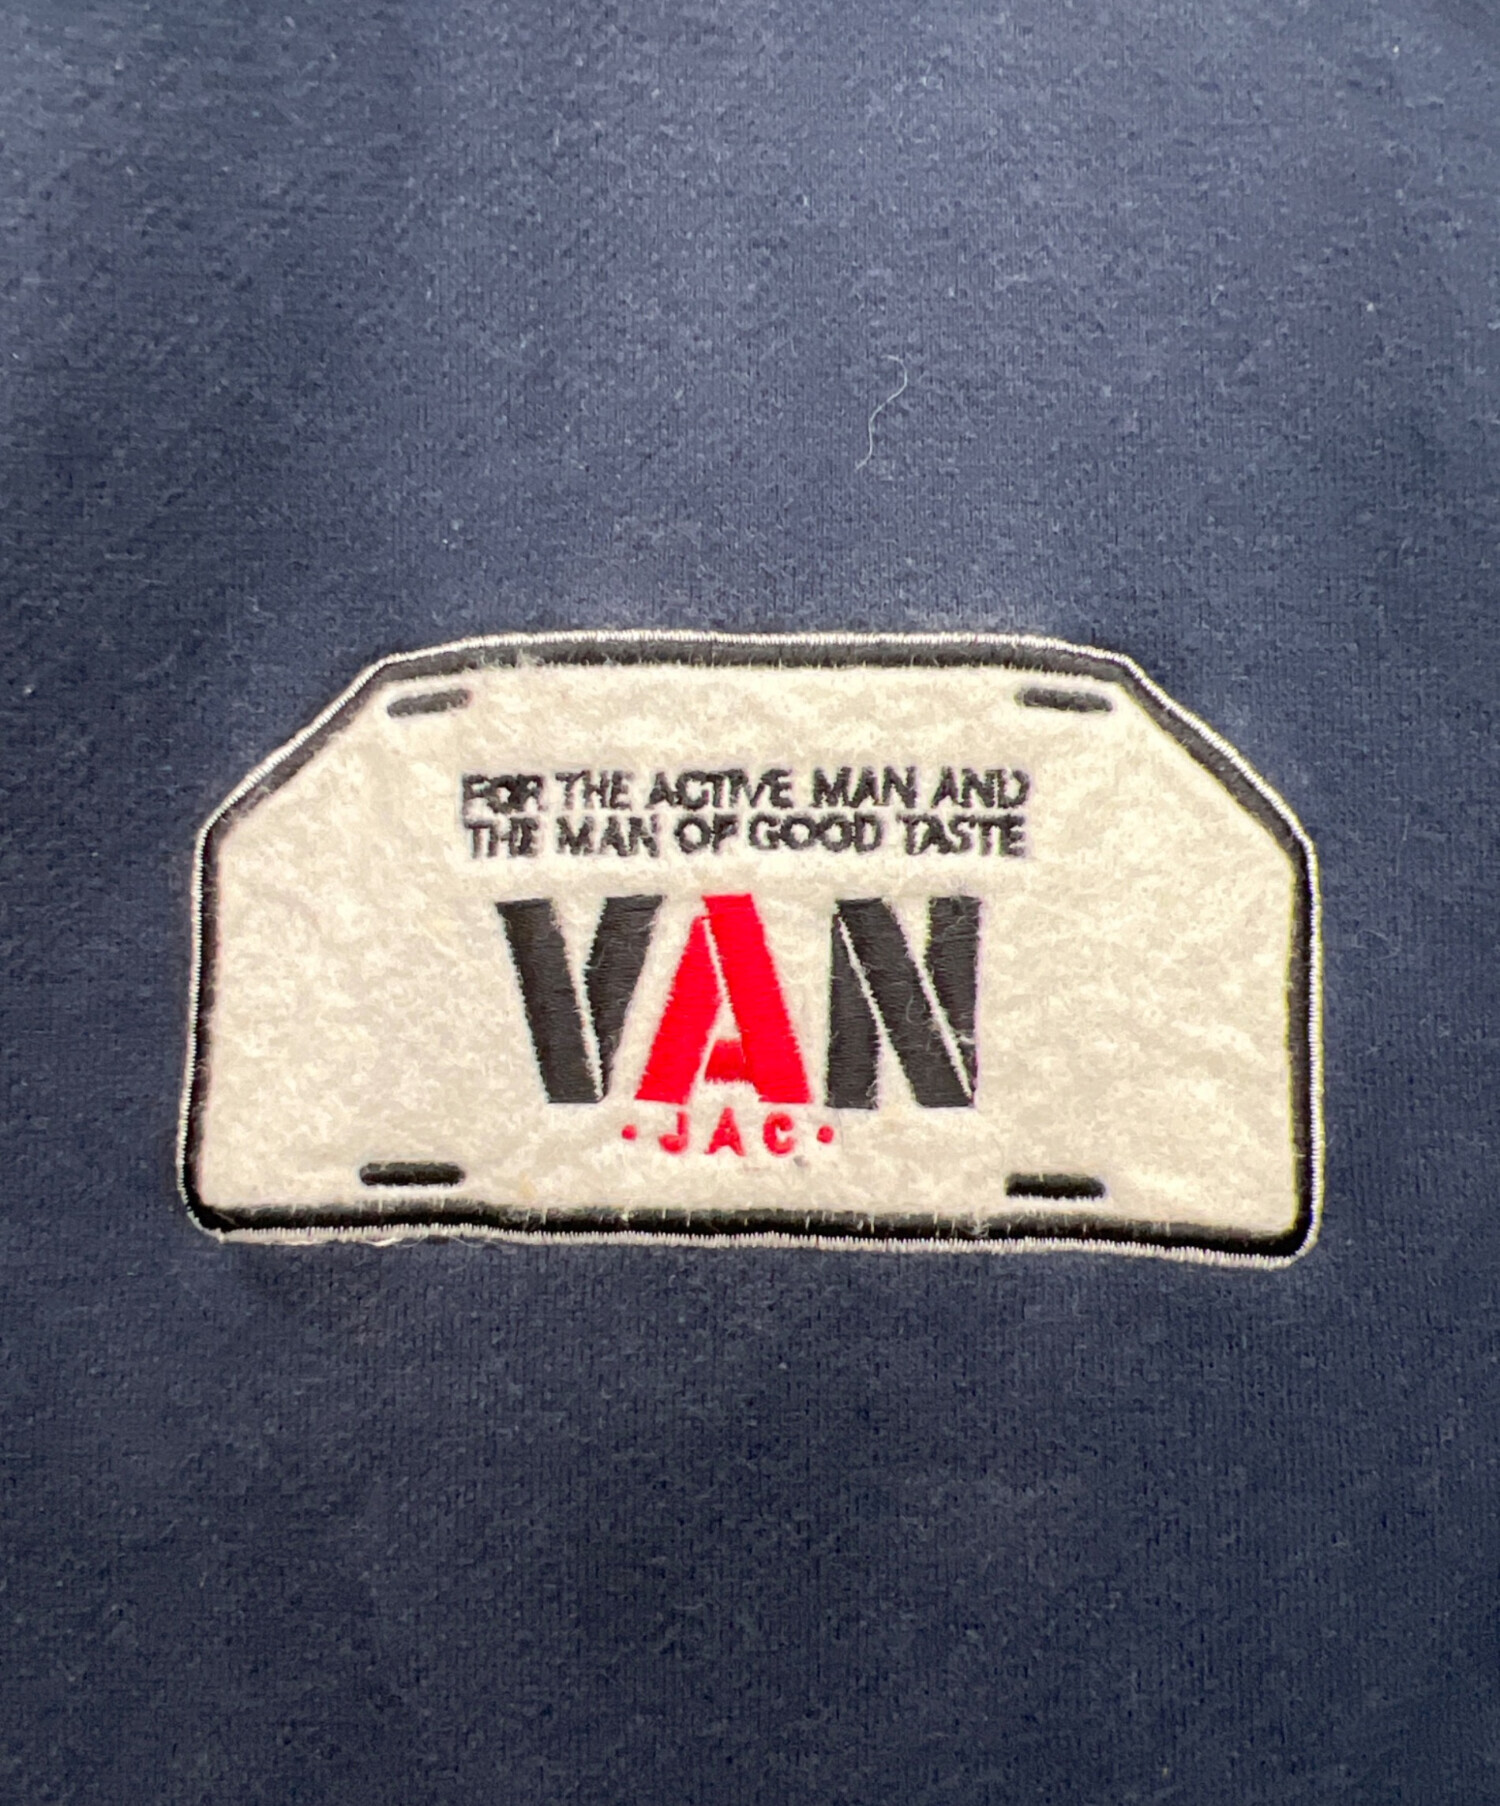 FOR THE ACTIVE MAN AND
THE MAN OF GOOD TASTE
VAN
·JAC·